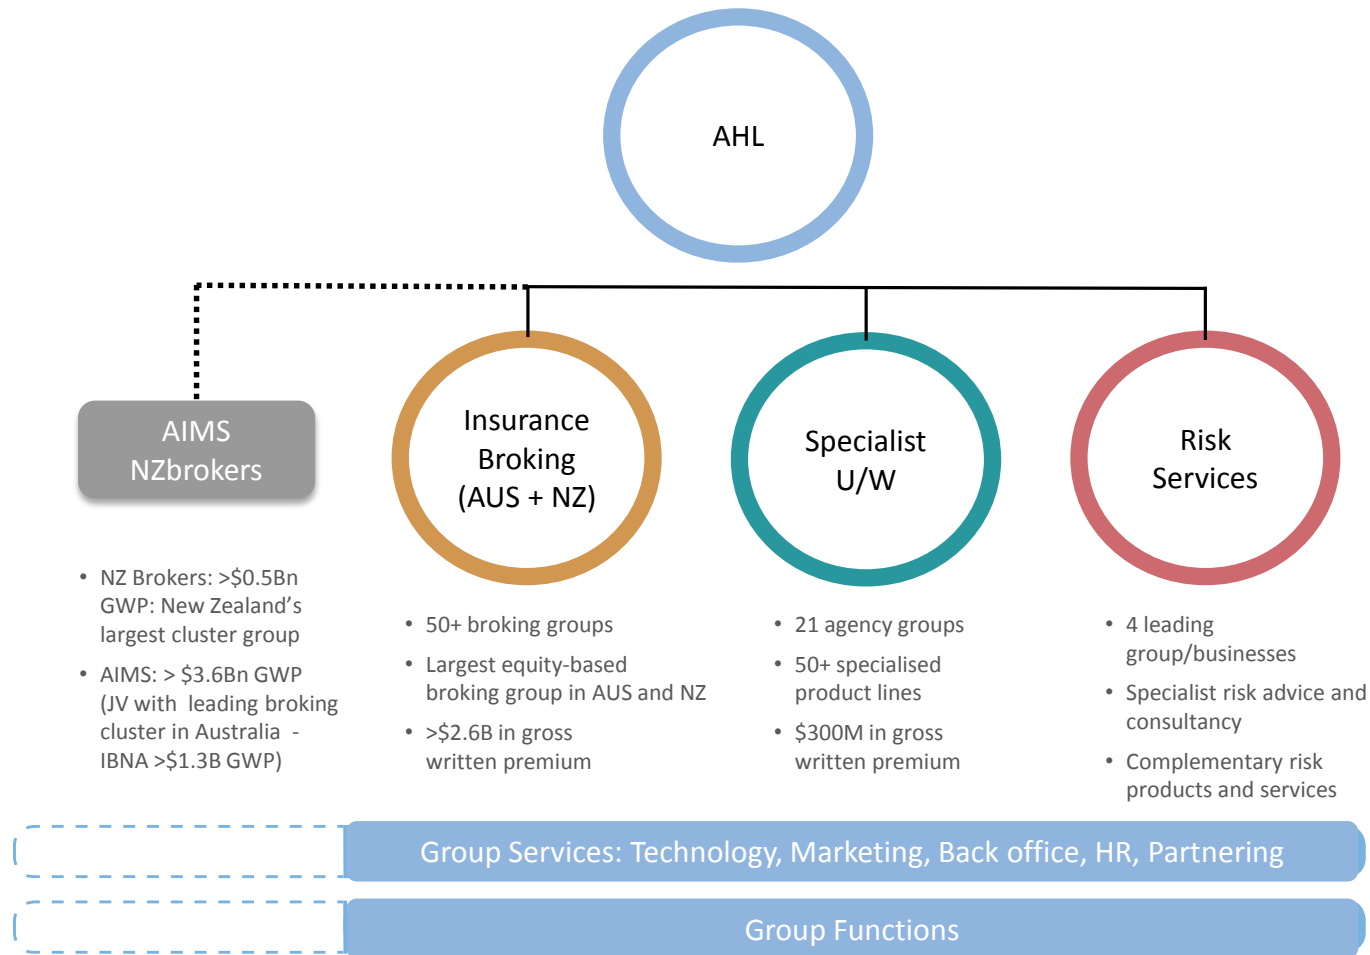 AHL
AIMS
NZbrokers
Insurance
Broking
(AUS + NZ)
Specialist
U/W
Risk
Services
• NZ Brokers: >$0.5Bn
GWP: New Zealand’s
largest cluster group
• AIMS: > $3.6Bn GWP
(JV with leading broking
cluster in Australia -
IBNA >$1.3B GWP)
• 50+ broking groups
• Largest equity-based
broking group in AUS and NZ
• >$2.6B in gross
written premium
• 21 agency groups
• 50+ specialised
product lines
• $300M in gross
written premium
• 4 leading
group/businesses
• Specialist risk advice and
consultancy
• Complementary risk
products and services
Group Services: Technology, Marketing, Back office, HR, Partnering
Group Functions